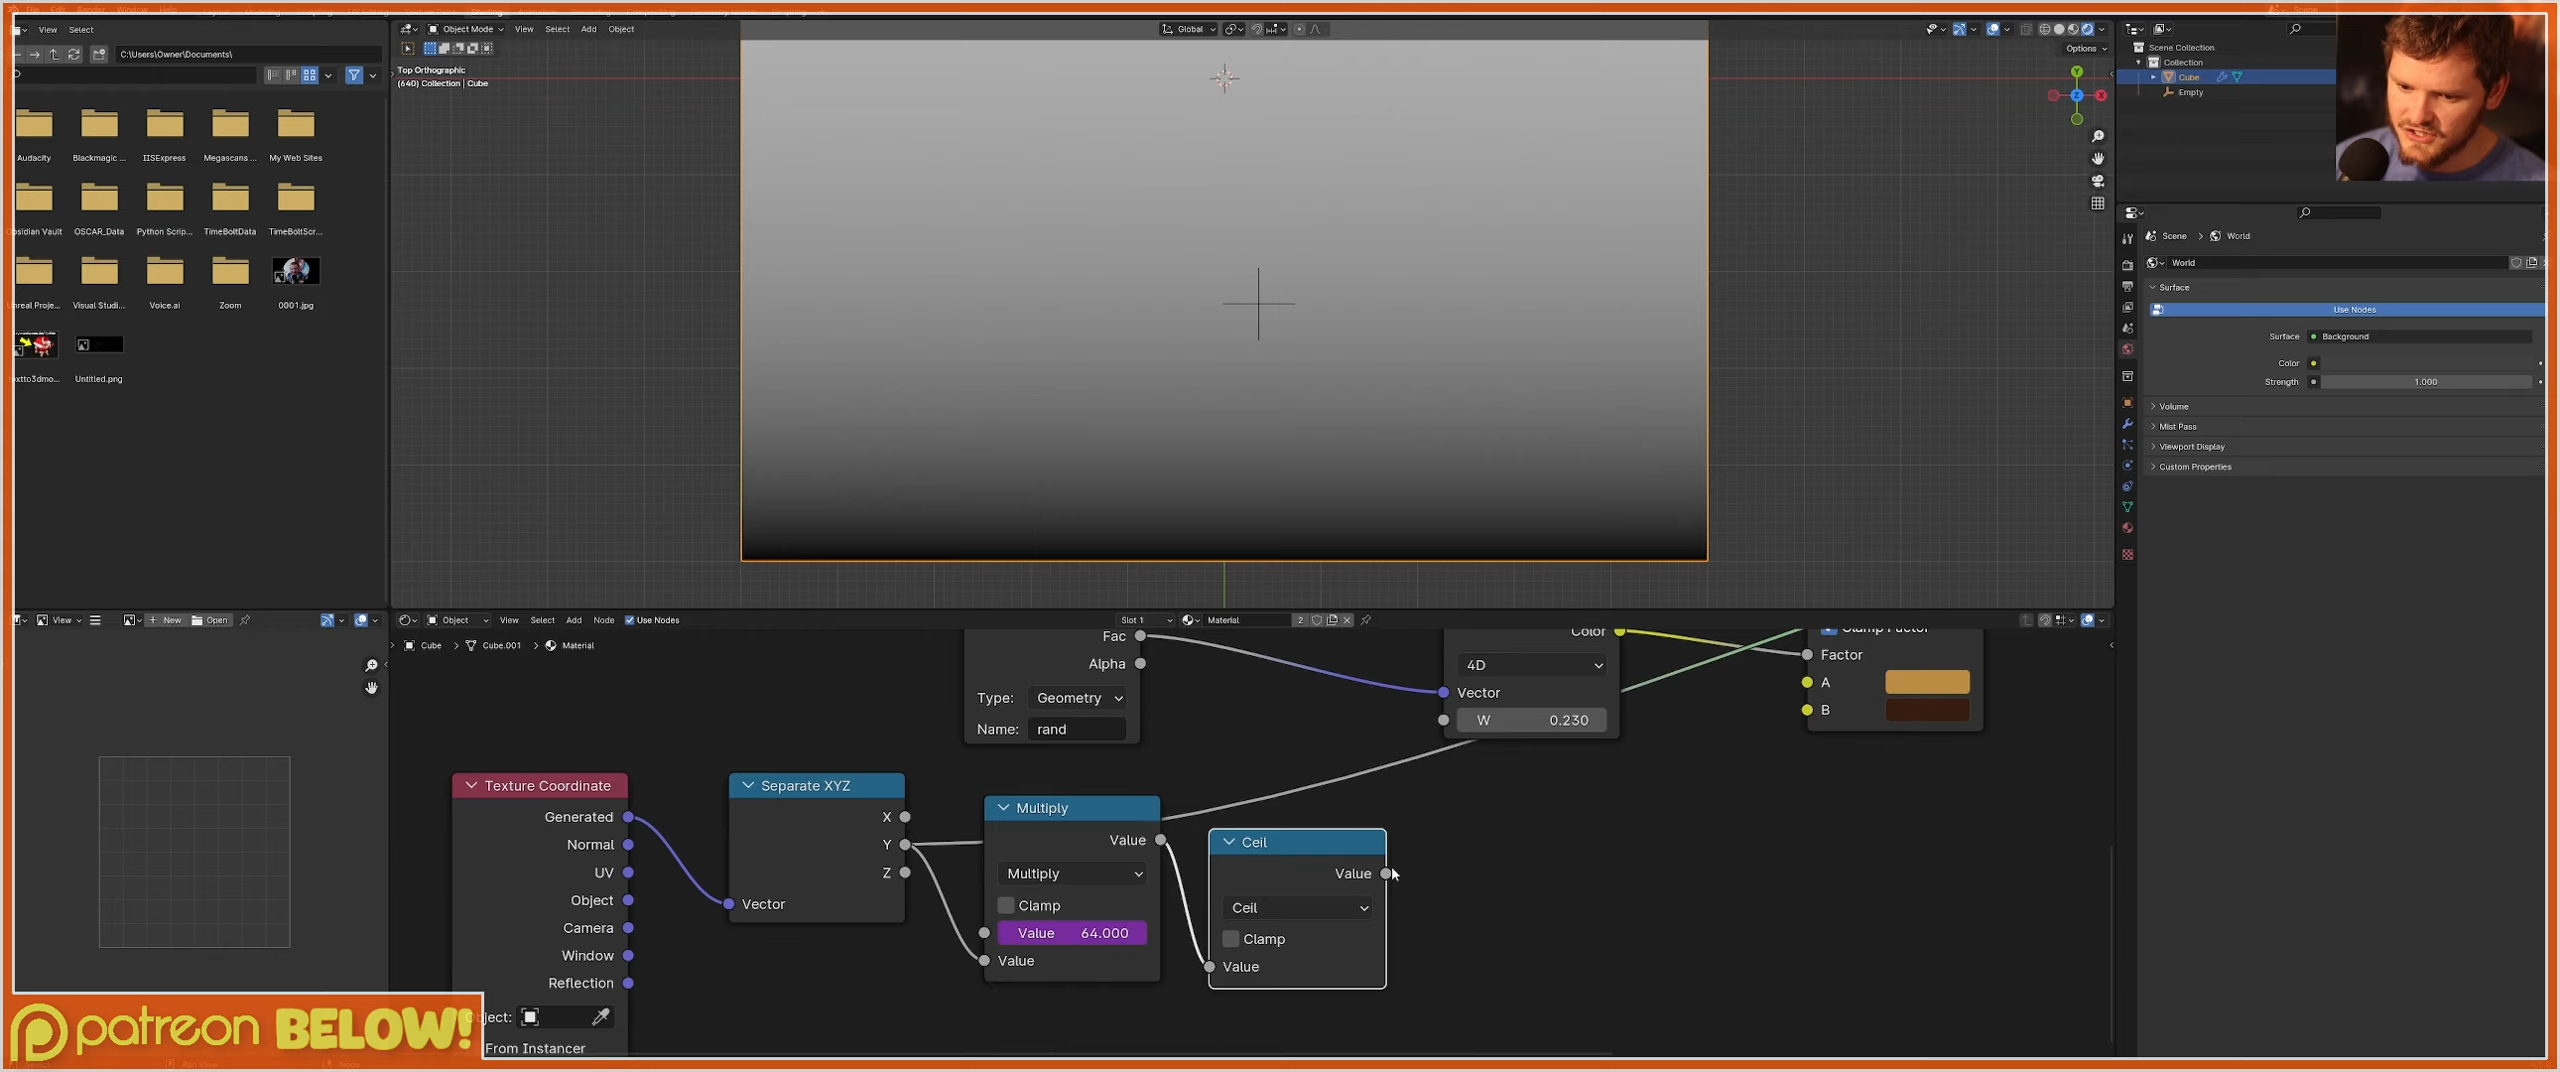 File Edit Render Window Help
View Select
Object Mode View Select Add Object
Global
Options
C:\Users\Owner\Documents\
Top Orthographic
(640) Collection | Cube
Scene Collection
Collection
Cube
Empty
Audacity Blackmagic ... IISExpress Megascans ... My Web Sites
OSCAR_Data Python Scrip... TimeBoltData TimeBoltScr...
Visual Studi... Voice.ai Zoom 0001.jpg
Untitled.png
Scene > World
World
Surface
Use Nodes
Surface Background
Color
Strength 1.000
Volume
Mist Pass
Viewport Display
Custom Properties
View New Open
Object View Select Add Node Use Nodes
Slot 1 Material 2
Cube > Cube.001 > Material
Fac
Alpha
Type: Geometry
Name: rand
Color
4D
Vector
W 0.230
Factor
A
B
Texture Coordinate
Generated
Normal
UV
Object
Camera
Window
Reflection
From Instancer
Separate XYZ
X
Y
Z
Vector
Multiply
Value
Multiply
Clamp
Value 64.000
Value
Ceil
Value
Ceil
Clamp
Value
patreon BELOW!